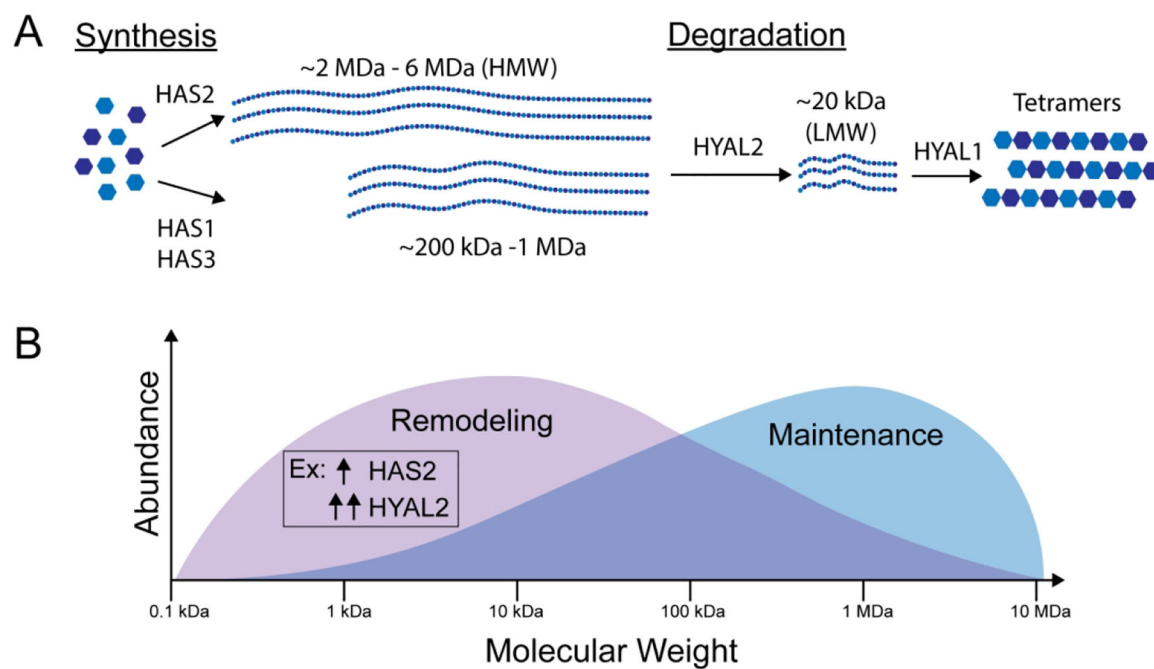 A
Synthesis
Degradation
HAS2
~2 MDa - 6 MDa (HMW)
HAS1
HAS3
~200 kDa -1 MDa
HYAL2
~20 kDa
(LMW)
HYAL1
Tetramers
B
Abundance
Remodeling
Maintenance
Ex: ↑ HAS2
↑↑ HYAL2
0.1 kDa
1 kDa
10 kDa
100 kDa
1 MDa
10 MDa
Molecular Weight